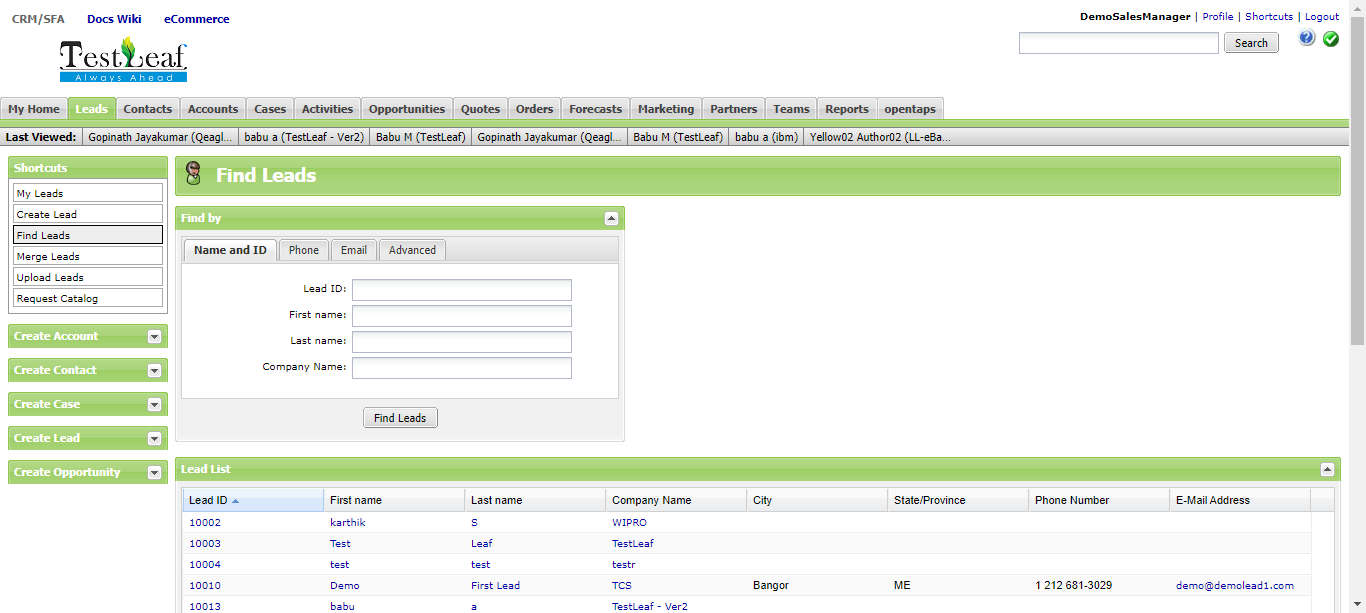 CRM/SFA Docs Wiki eCommerce
DemoSalesManager | Profile | Shortcuts | Logout
TestLeaf
Always Ahead
Search
My Home Leads Contacts Accounts Cases Activities Opportunities Quotes Orders Forecasts Marketing Partners Teams Reports opentaps
Last Viewed: Gopinath Jayakumar (Qeagl... babu a (TestLeaf - Ver2) Babu M (TestLeaf) Gopinath Jayakumar (Qeagl... Babu M (TestLeaf) babu a (ibm) Yellow02 Author02 (LL-eBa...
Shortcuts
My Leads
Create Lead
Find Leads
Merge Leads
Upload Leads
Request Catalog
Create Account
Create Contact
Create Case
Create Lead
Create Opportunity
Find Leads
Find by
Name and ID Phone Email Advanced
Lead ID:
First name:
Last name:
Company Name:
Find Leads
Lead List
Lead ID First name Last name Company Name City State/Province Phone Number E-Mail Address
10002 karthik S WIPRO
10003 Test Leaf TestLeaf
10004 test test testr
10010 Demo First Lead TCS Bangor ME 1 212 681-3029 demo@demolead1.com
10013 babu a TestLeaf - Ver2